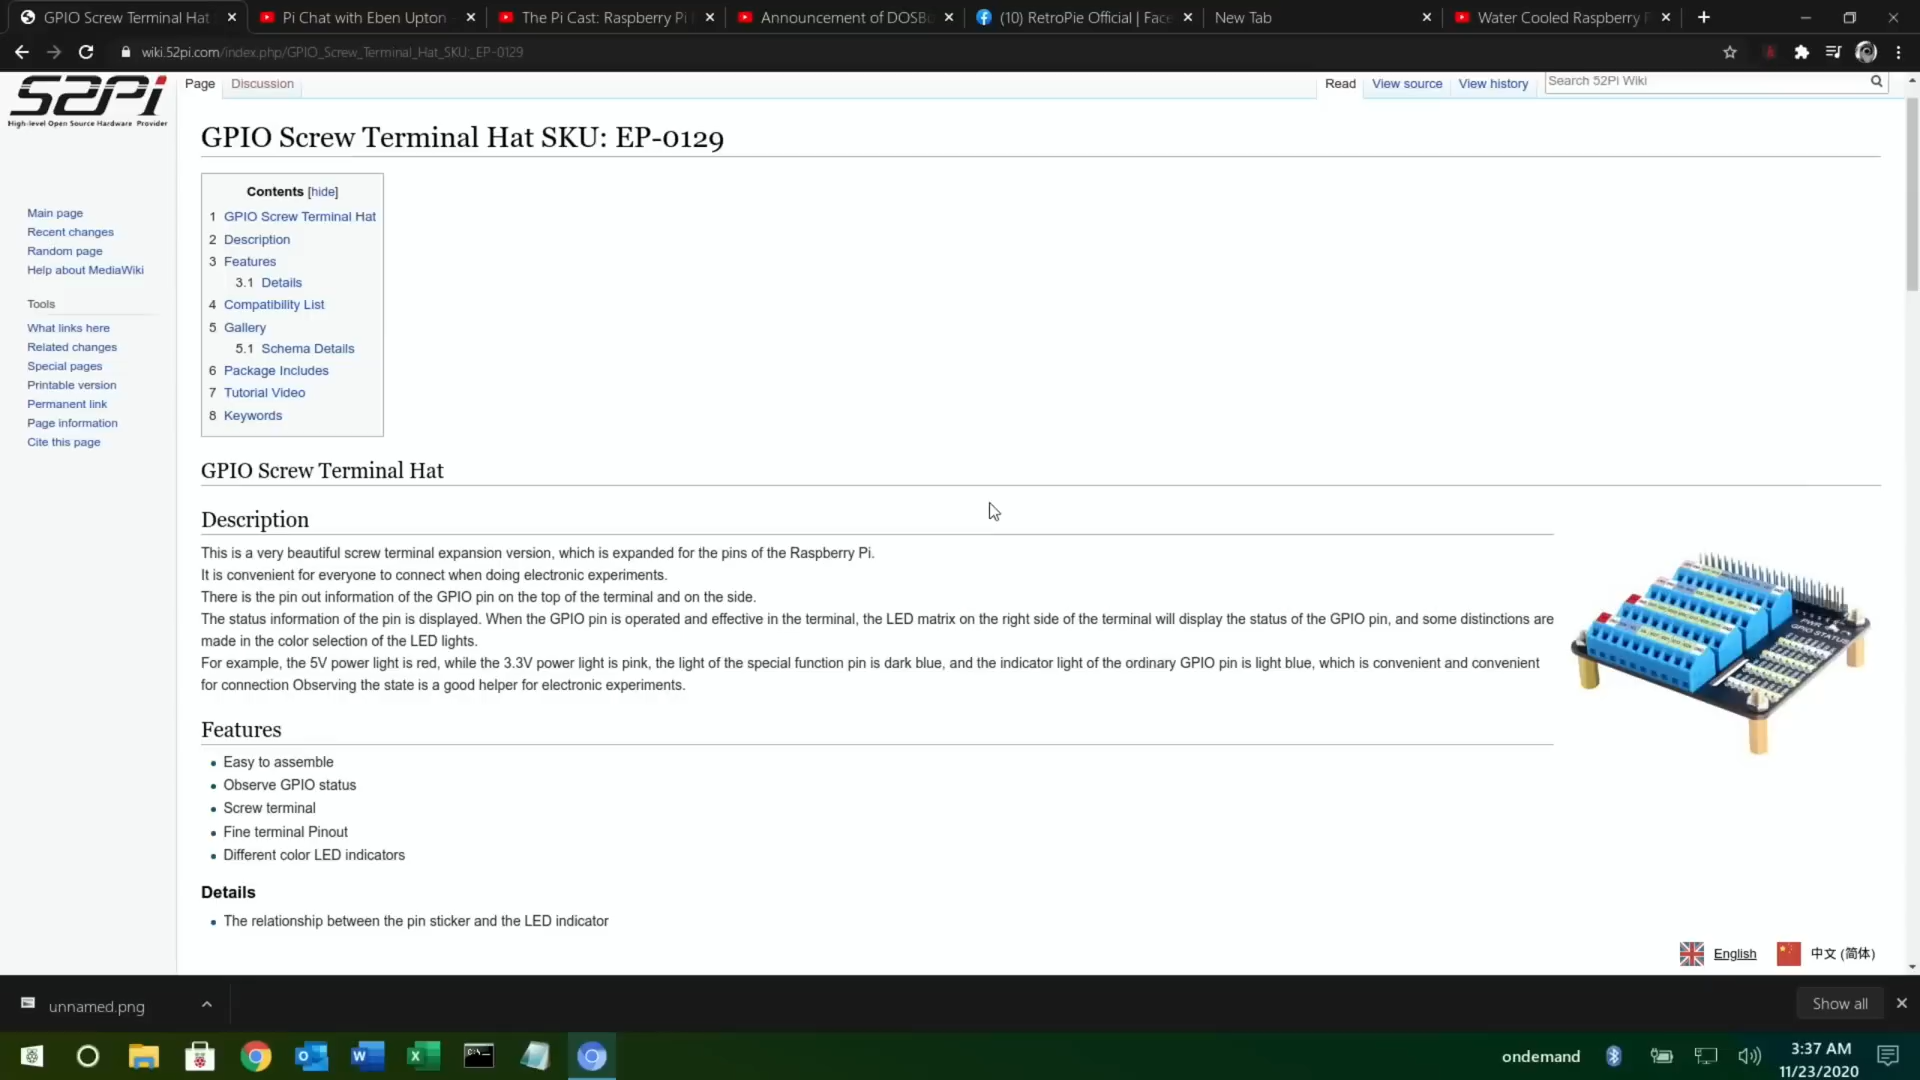 GPIO Screw Terminal Hat
Pi Chat with Eben Upton
The Pi Cast: Raspberry Pi
Announcement of DOSB
(10) RetroPie Official | Face
New Tab
Water Cooled Raspberry P
wiki.52pi.com/index.php/GPIO_Screw_Terminal_Hat_SKU:_EP-0129
52Pi
High-level Open Source Hardware Provider
Page
Discussion
Read
View source
View history
Search 52Pi Wiki
Main page
Recent changes
Random page
Help about MediaWiki
Tools
What links here
Related changes
Special pages
Printable version
Permanent link
Page information
Cite this page
GPIO Screw Terminal Hat SKU: EP-0129
Contents [hide]
1 GPIO Screw Terminal Hat
2 Description
3 Features
3.1 Details
4 Compatibility List
5 Gallery
5.1 Schema Details
6 Package Includes
7 Tutorial Video
8 Keywords
GPIO Screw Terminal Hat
Description
This is a very beautiful screw terminal expansion version, which is expanded for the pins of the Raspberry Pi.
It is convenient for everyone to connect when doing electronic experiments.
There is the pin out information of the GPIO pin on the top of the terminal and on the side.
The status information of the pin is displayed. When the GPIO pin is operated and effective in the terminal, the LED matrix on the right side of the terminal will display the status of the GPIO pin, and some distinctions are
made in the color selection of the LED lights.
For example, the 5V power light is red, while the 3.3V power light is pink, the light of the special function pin is dark blue, and the indicator light of the ordinary GPIO pin is light blue, which is convenient and convenient
for connection Observing the state is a good helper for electronic experiments.
GPIO STATUS
Features
Easy to assemble
Observe GPIO status
Screw terminal
Fine terminal Pinout
Different color LED indicators
Details
The relationship between the pin sticker and the LED indicator
English
中文 (简体)
unnamed.png
Show all
ondemand
3:37 AM
11/23/2020